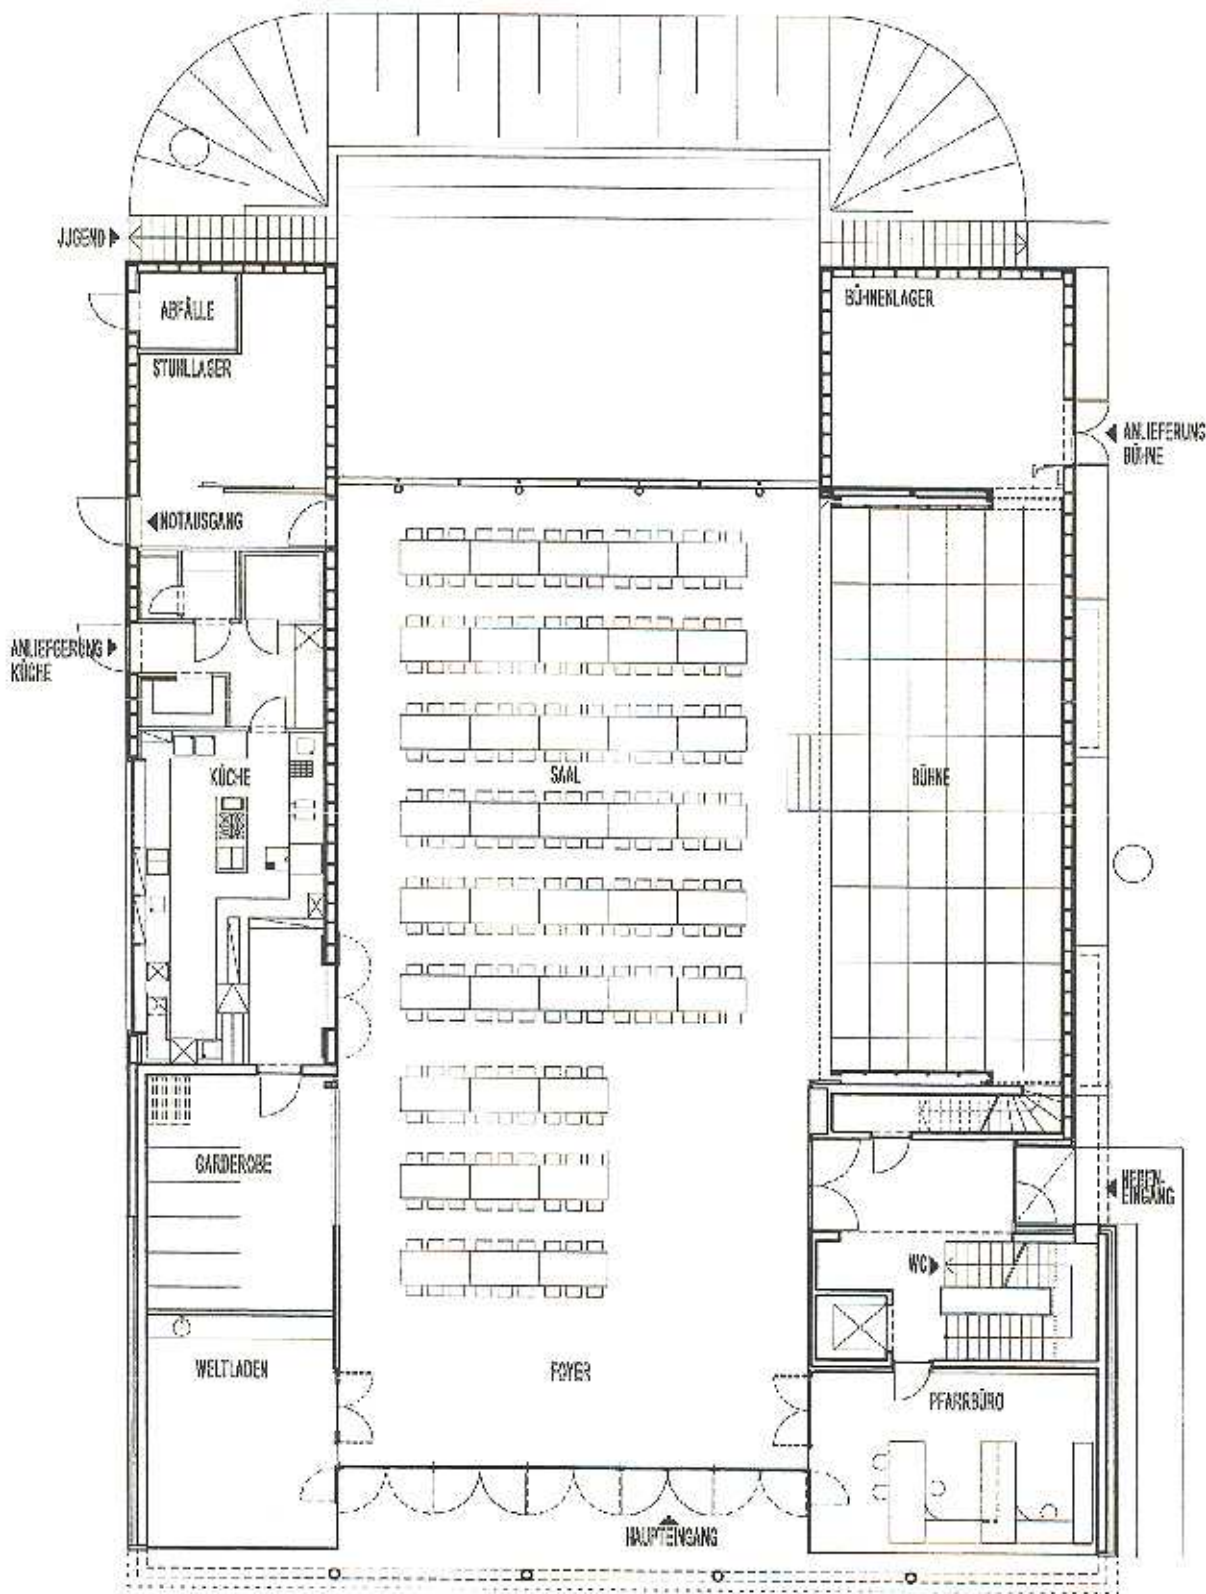 JUGEND
ABFÄLLE
BÜHNENLAGER
STUHLLAGER
ANLIEFERUNG
BÜHNE
NOTAUSGANG
ANLIEFGERUNG
KÜCHE
KÜCHE
SAAL
BÜHNE
GARDEROBE
NEBEN-
EINGANG
WC
WELTLADEN
FOYER
PFARRBÜRO
HAUPTEINGANG